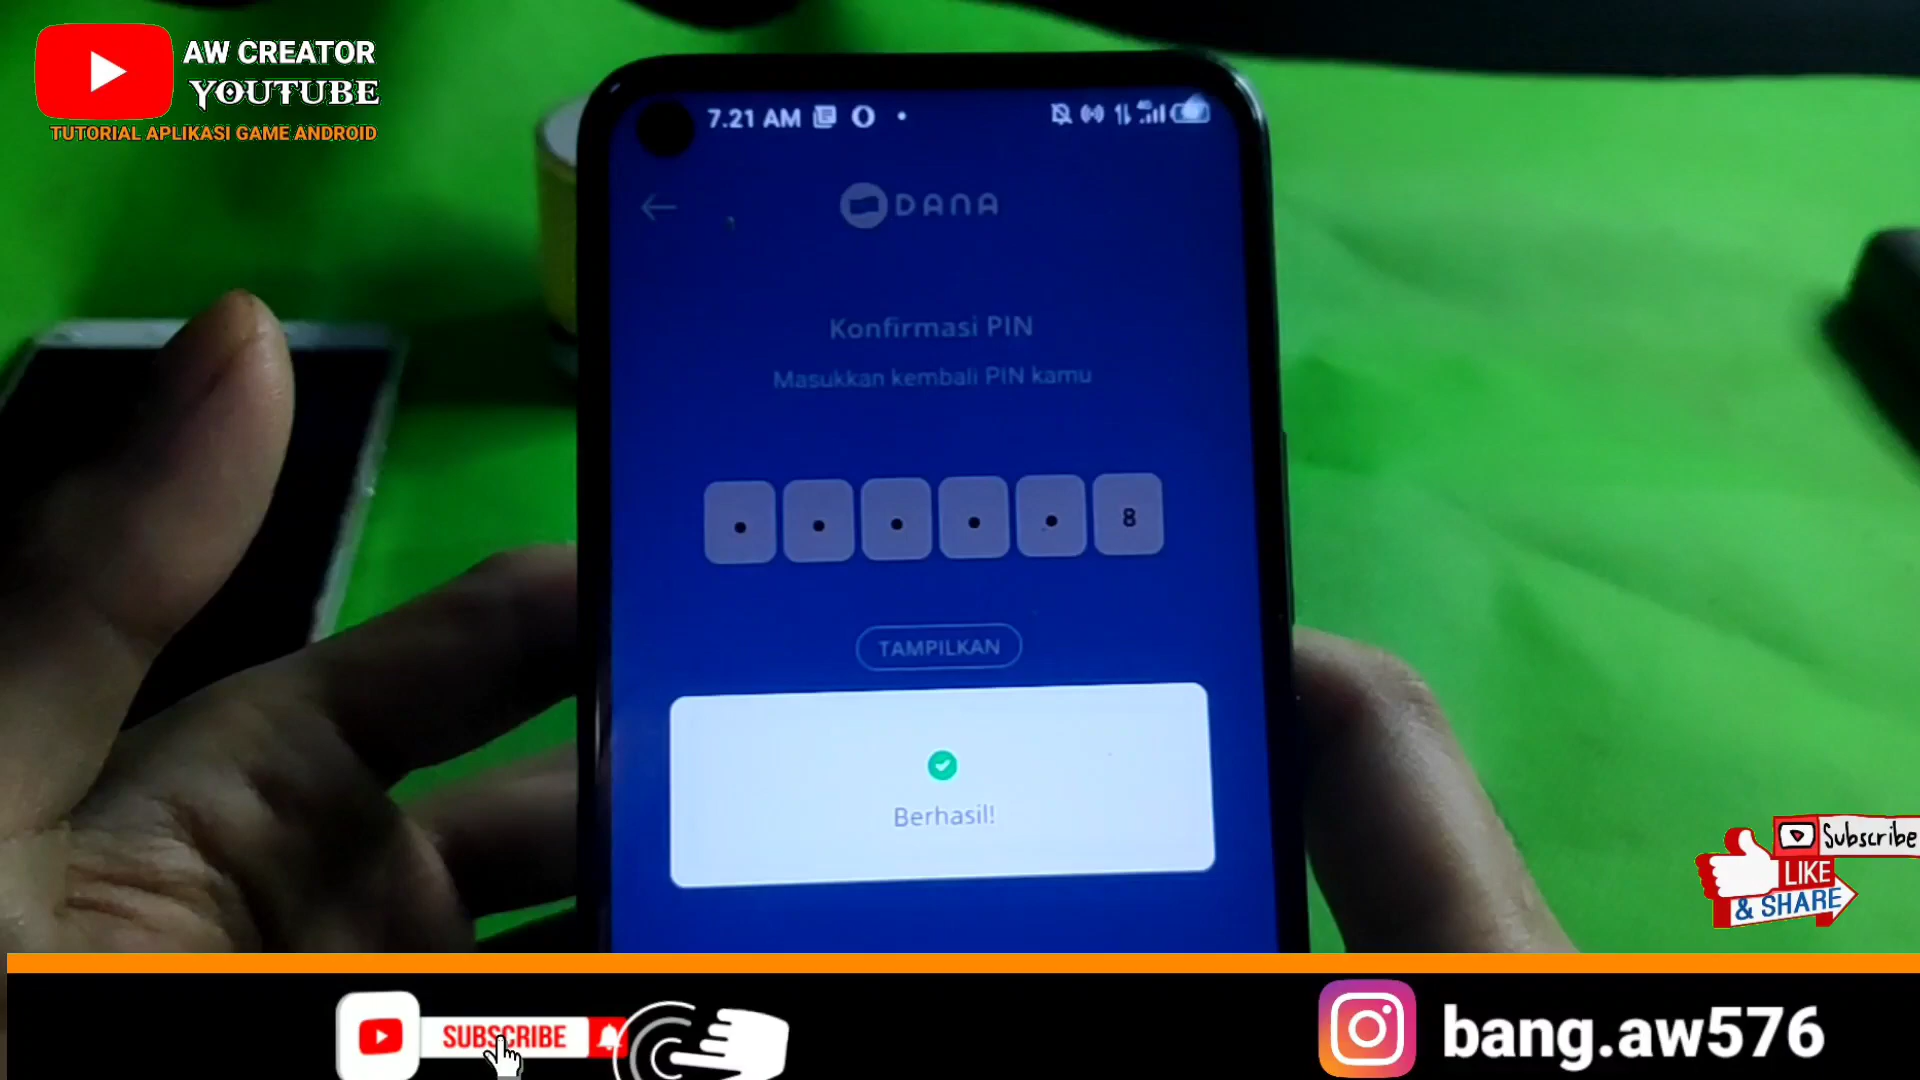 AW CREATOR
YOUTUBE
TUTORIAL APLIKASI GAME ANDROID
7.21 AM
4G
DANA
Konfirmasi PIN
Masukkan kembali PIN kamu
8
TAMPILKAN
Berhasil!
Subscribe
LIKE
& SHARE
SUBSCRIBE
bang.aw576